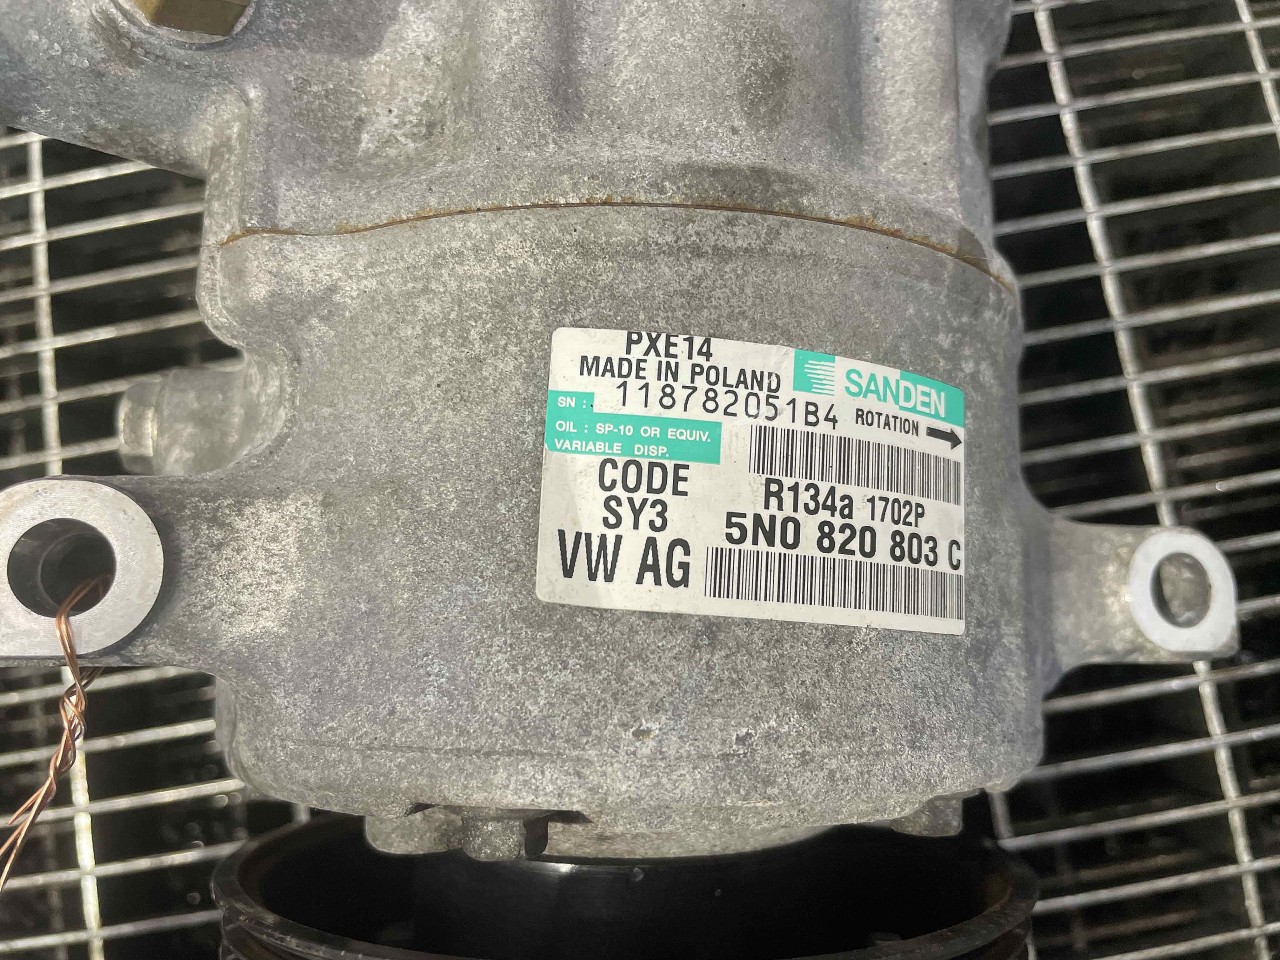 PXE14
MADE IN POLAND
SANDEN
SN : 118782051B4
ROTATION
OIL : SP-10 OR EQUIV.
VARIABLE DISP.
CODE
SY3
R134a 1702P
5N0 820 803 C
VW AG